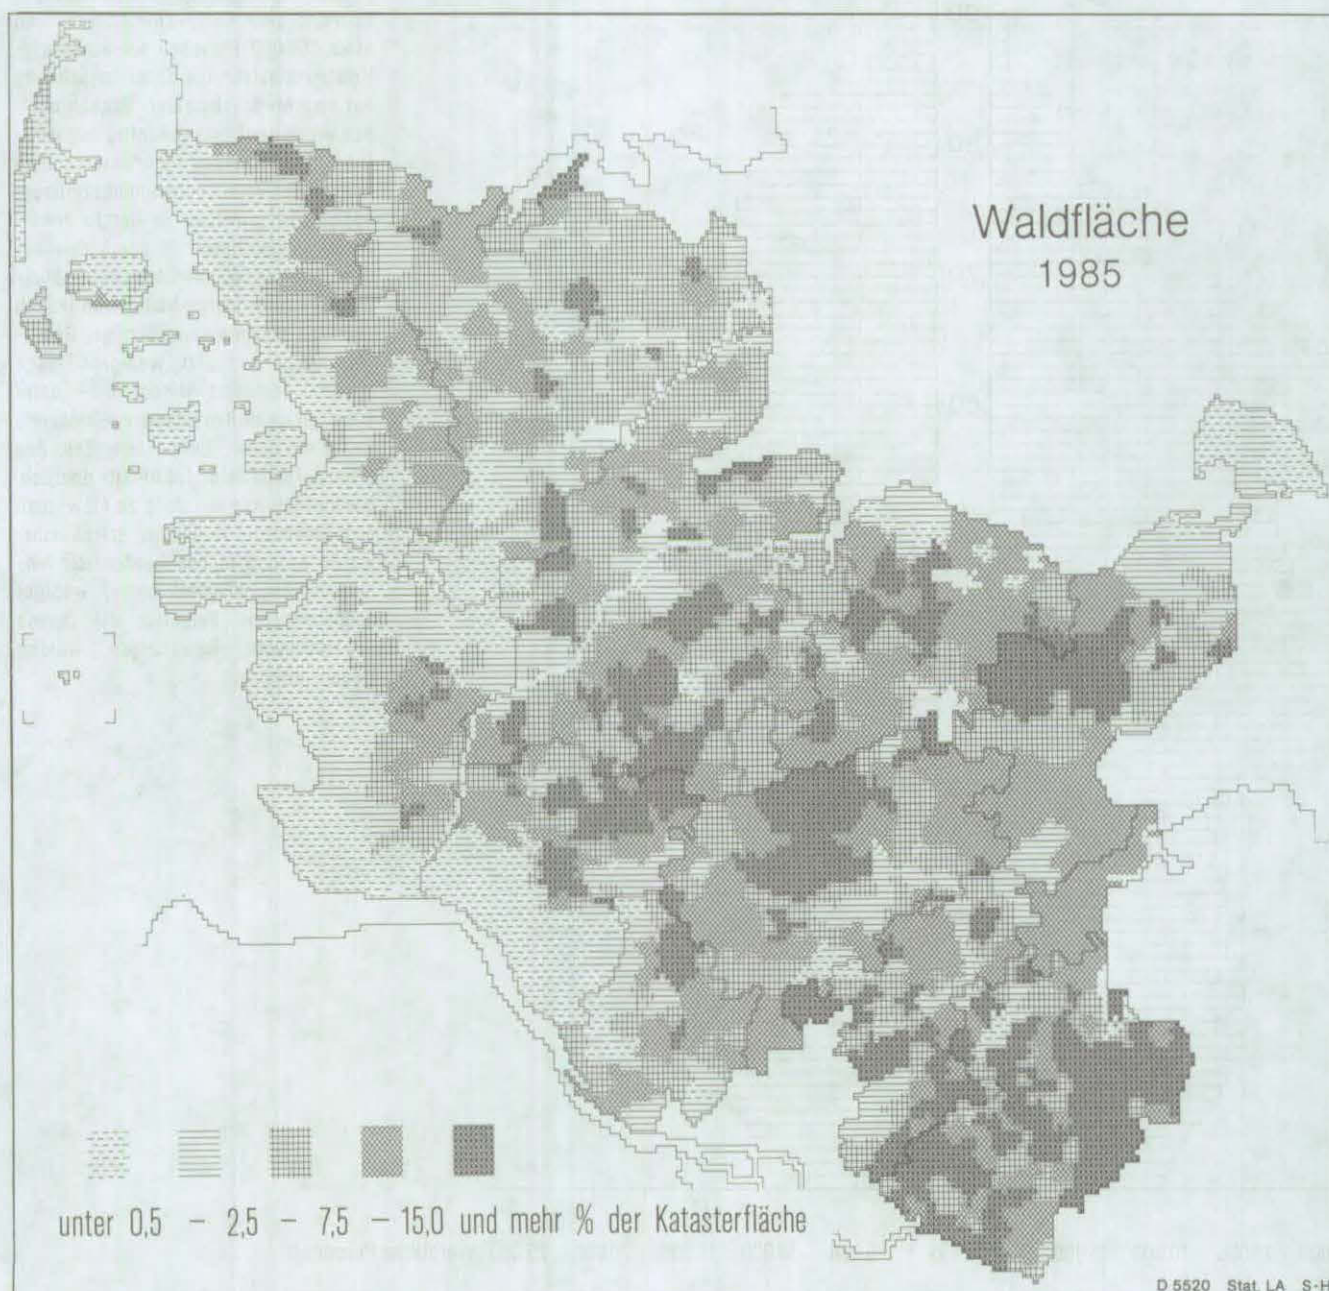 Waldfläche
1985
unter 0,5 – 2,5 – 7,5 – 15,0 und mehr % der Katasterfläche
D 5520 Stat. LA S-H